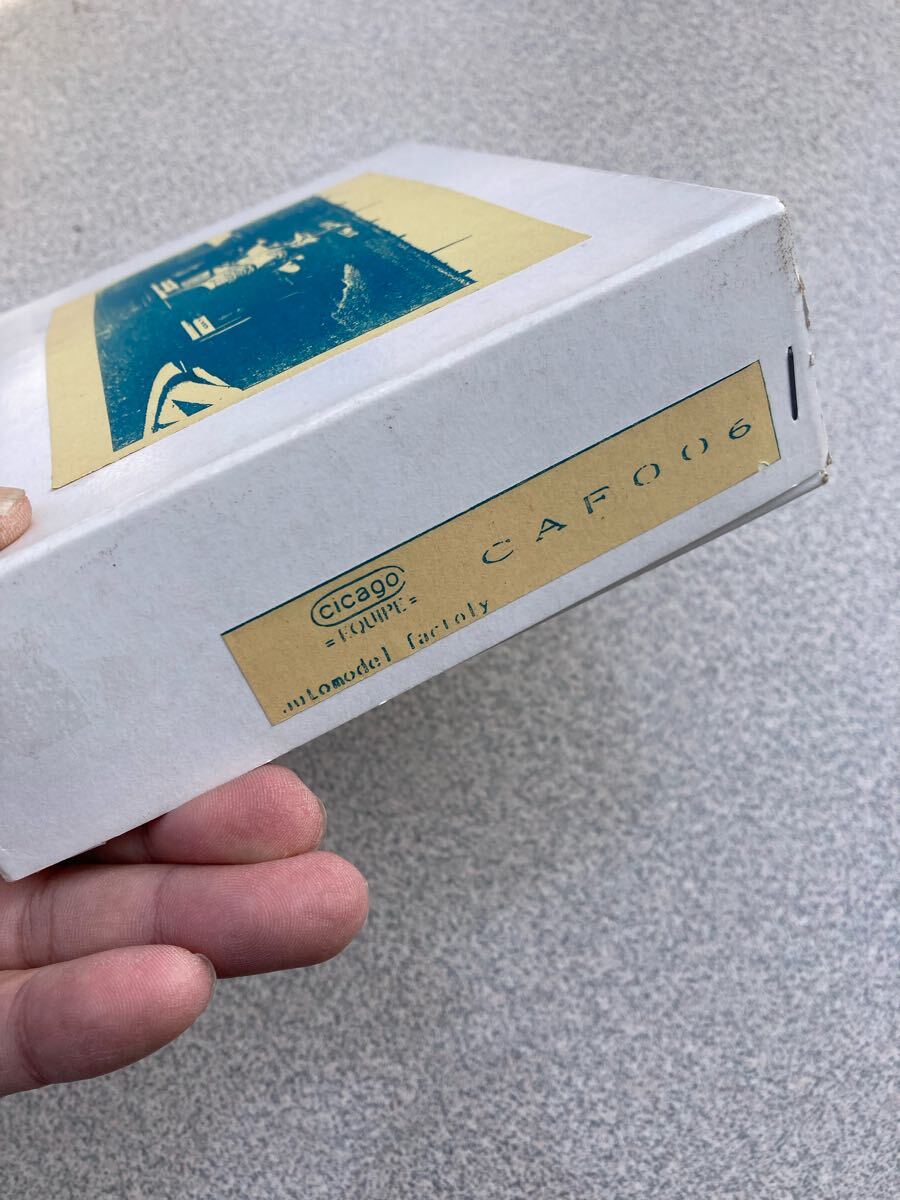 cicago
=EQUIPE=
automodel factoly
CAF006